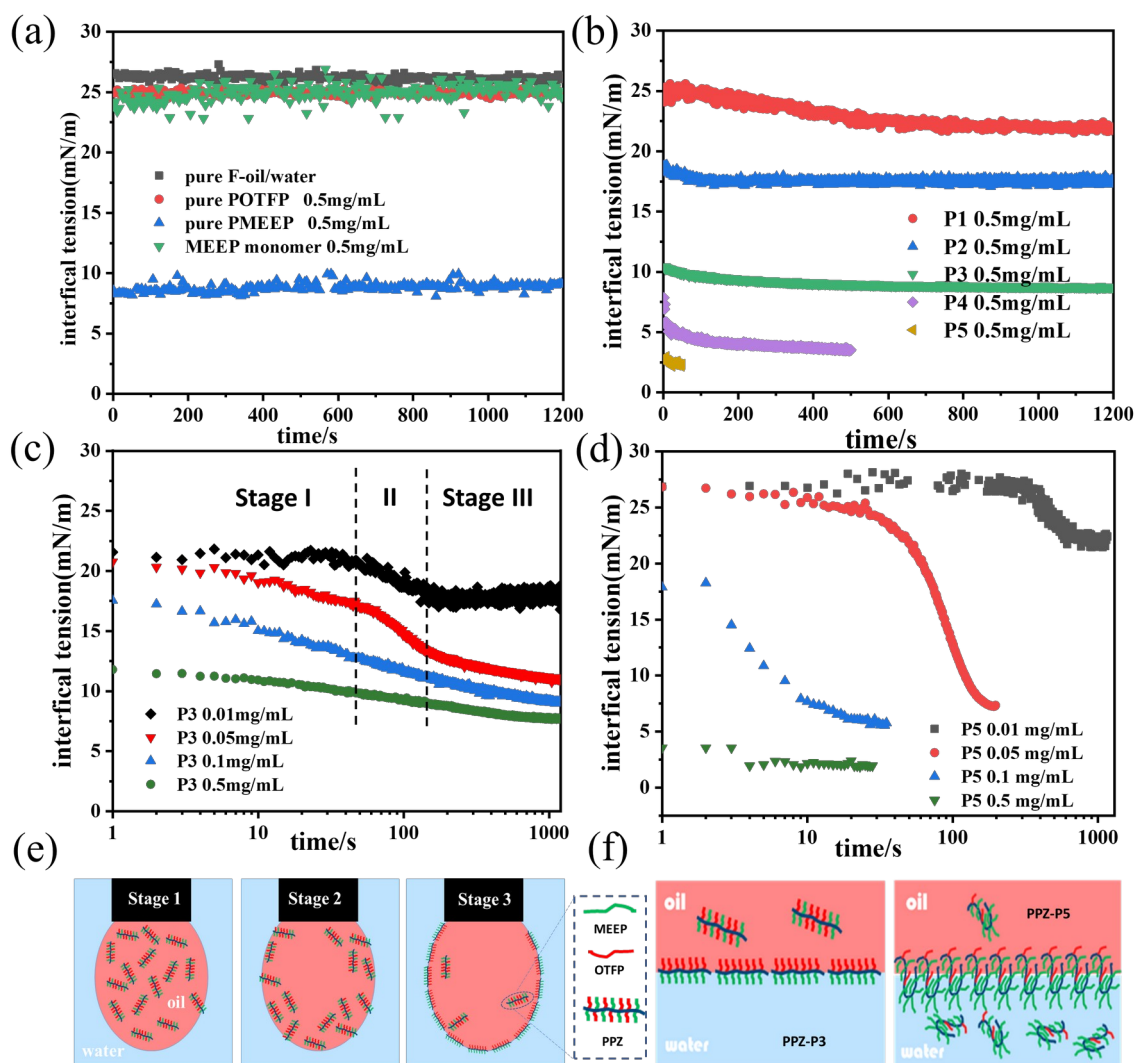 (a)
30
25
20
15
10
5
0
interfical tension(mN/m)
pure F-oil/water
pure POTFP 0.5mg/mL
pure PMEEP 0.5mg/mL
MEEP monomer 0.5mg/mL
0 200 400 600 800 1000 1200
time/s
(b)
30
25
20
15
10
5
0
interfical tension(mN/m)
P1 0.5mg/mL
P2 0.5mg/mL
P3 0.5mg/mL
P4 0.5mg/mL
P5 0.5mg/mL
0 200 400 600 800 1000 1200
time/s
(c)
30
25
20
15
10
5
0
interfical tension(mN/m)
Stage I II Stage III
P3 0.01mg/mL
P3 0.05mg/mL
P3 0.1mg/mL
P3 0.5mg/mL
1 10 100 1000
time/s
(d)
30
25
20
15
10
5
0
interfical tension(mN/m)
P5 0.01 mg/mL
P5 0.05 mg/mL
P5 0.1 mg/mL
P5 0.5 mg/mL
1 10 100 1000
time/s
(e)
Stage 1
oil
water
Stage 2
Stage 3
MEEP
OTFP
PPZ
(f)
oil
water
PPZ-P3
oil
PPZ-P5
water